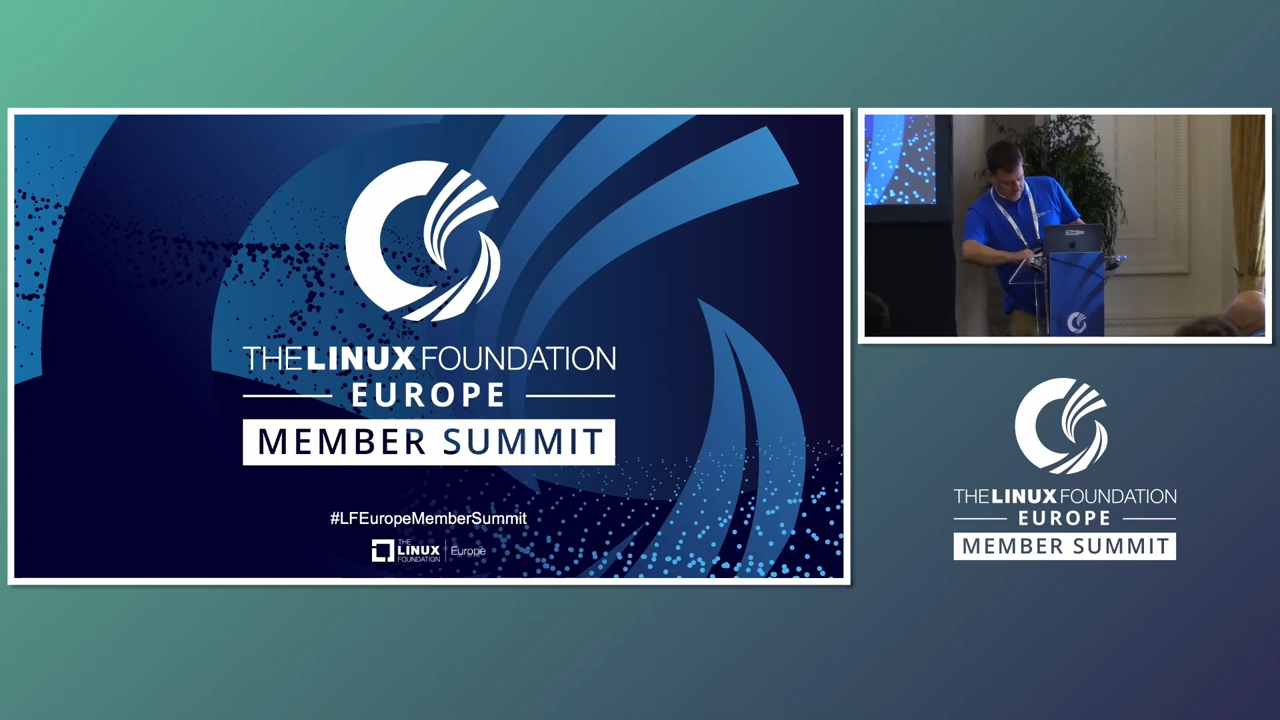 THE LINUX FOUNDATION
EUROPE
MEMBER SUMMIT
#LFEuropeMemberSummit
THE
LINUX
FOUNDATION
Europe
THE LINUX FOUNDATION
EUROPE
MEMBER SUMMIT